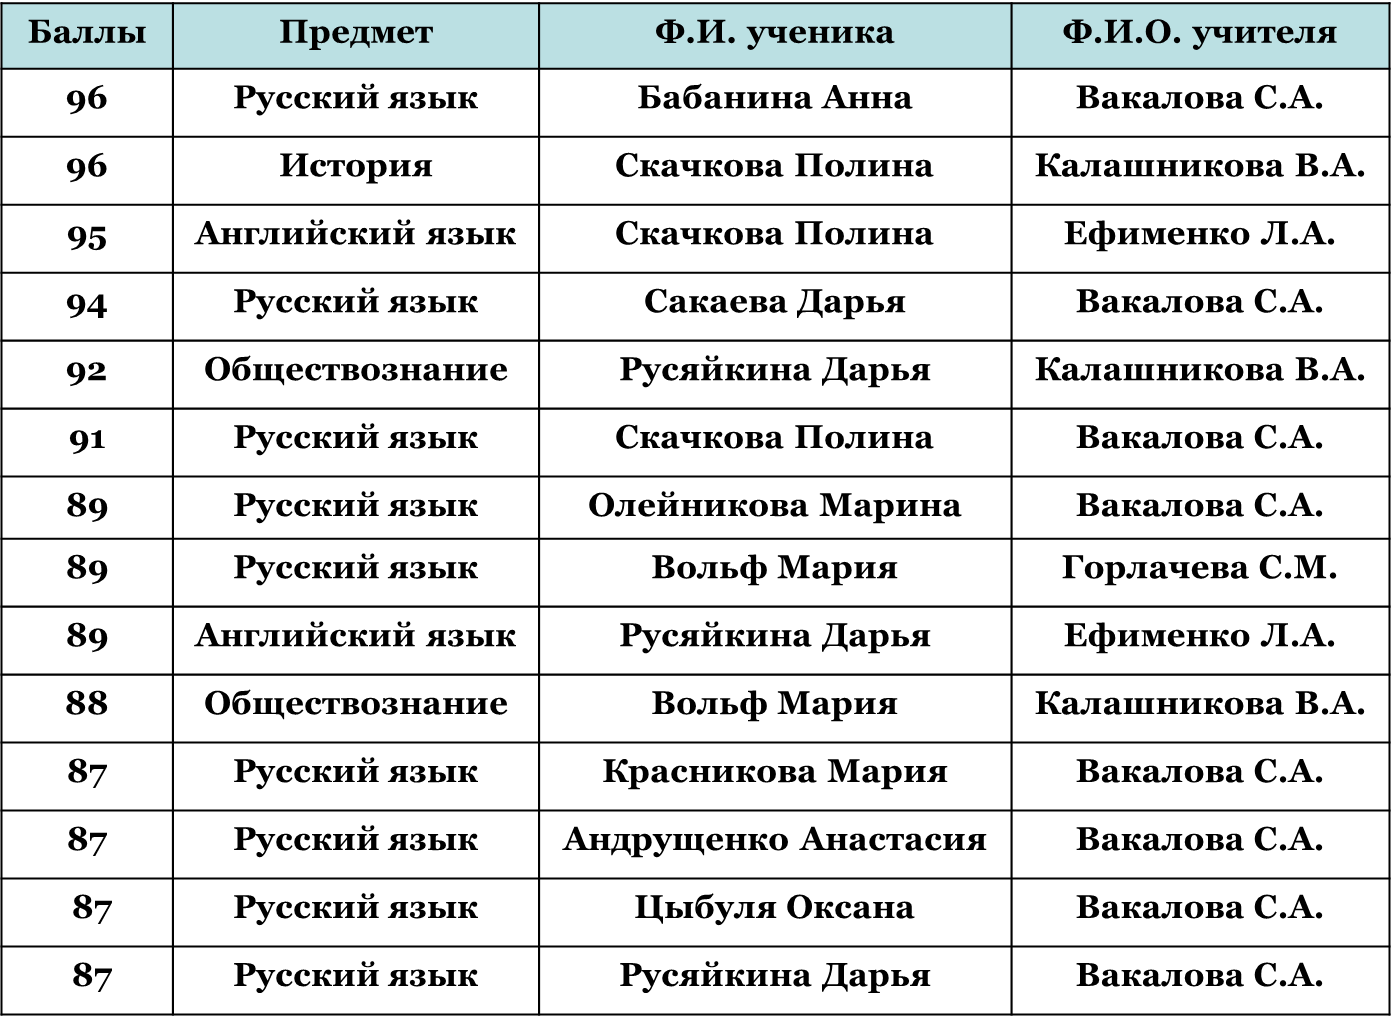 Баллы Предмет Ф.И. ученика Ф.И.О. учителя
96 Русский язык Бабанина Анна Вакалова С.А.
96 История Скачкова Полина Калашникова В.А.
95 Английский язык Скачкова Полина Ефименко Л.А.
94 Русский язык Сакаева Дарья Вакалова С.А.
92 Обществознание Русяйкина Дарья Калашникова В.А.
91 Русский язык Скачкова Полина Вакалова С.А.
89 Русский язык Олейникова Марина Вакалова С.А.
89 Русский язык Вольф Мария Горлачева С.М.
89 Английский язык Русяйкина Дарья Ефименко Л.А.
88 Обществознание Вольф Мария Калашникова В.А.
87 Русский язык Красникова Мария Вакалова С.А.
87 Русский язык Андрущенко Анастасия Вакалова С.А.
87 Русский язык Цыбуля Оксана Вакалова С.А.
87 Русский язык Русяйкина Дарья Вакалова С.А.